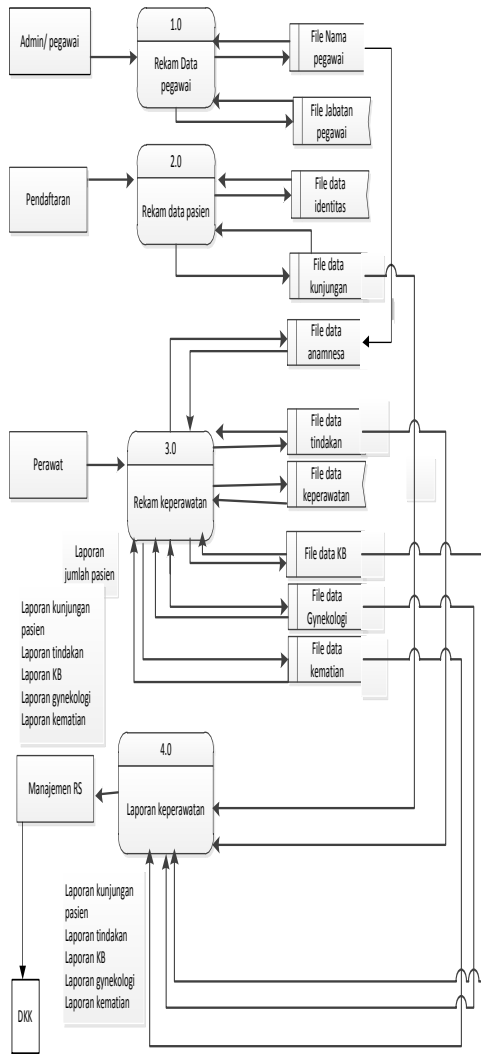 Admin/ pegawai
1.0
Rekam Data
pegawai
File Nama
pegawai
File Jabatan
pegawai
Pendaftaran
2.0
Rekam data pasien
File data
identitas
File data
kunjungan
File data
anamnesa
Perawat
3.0
Rekam keperawatan
File data
tindakan
File data
keperawatan
File data KB
File data
Gynekologi
File data
kematian
Laporan
jumlah pasien
Laporan kunjungan
pasien
Laporan tindakan
Laporan KB
Laporan gynekologi
Laporan kematian
Manajemen RS
4.0
Laporan keperawatan
Laporan kunjungan
pasien
Laporan tindakan
Laporan KB
Laporan gynekologi
Laporan kematian
DKK